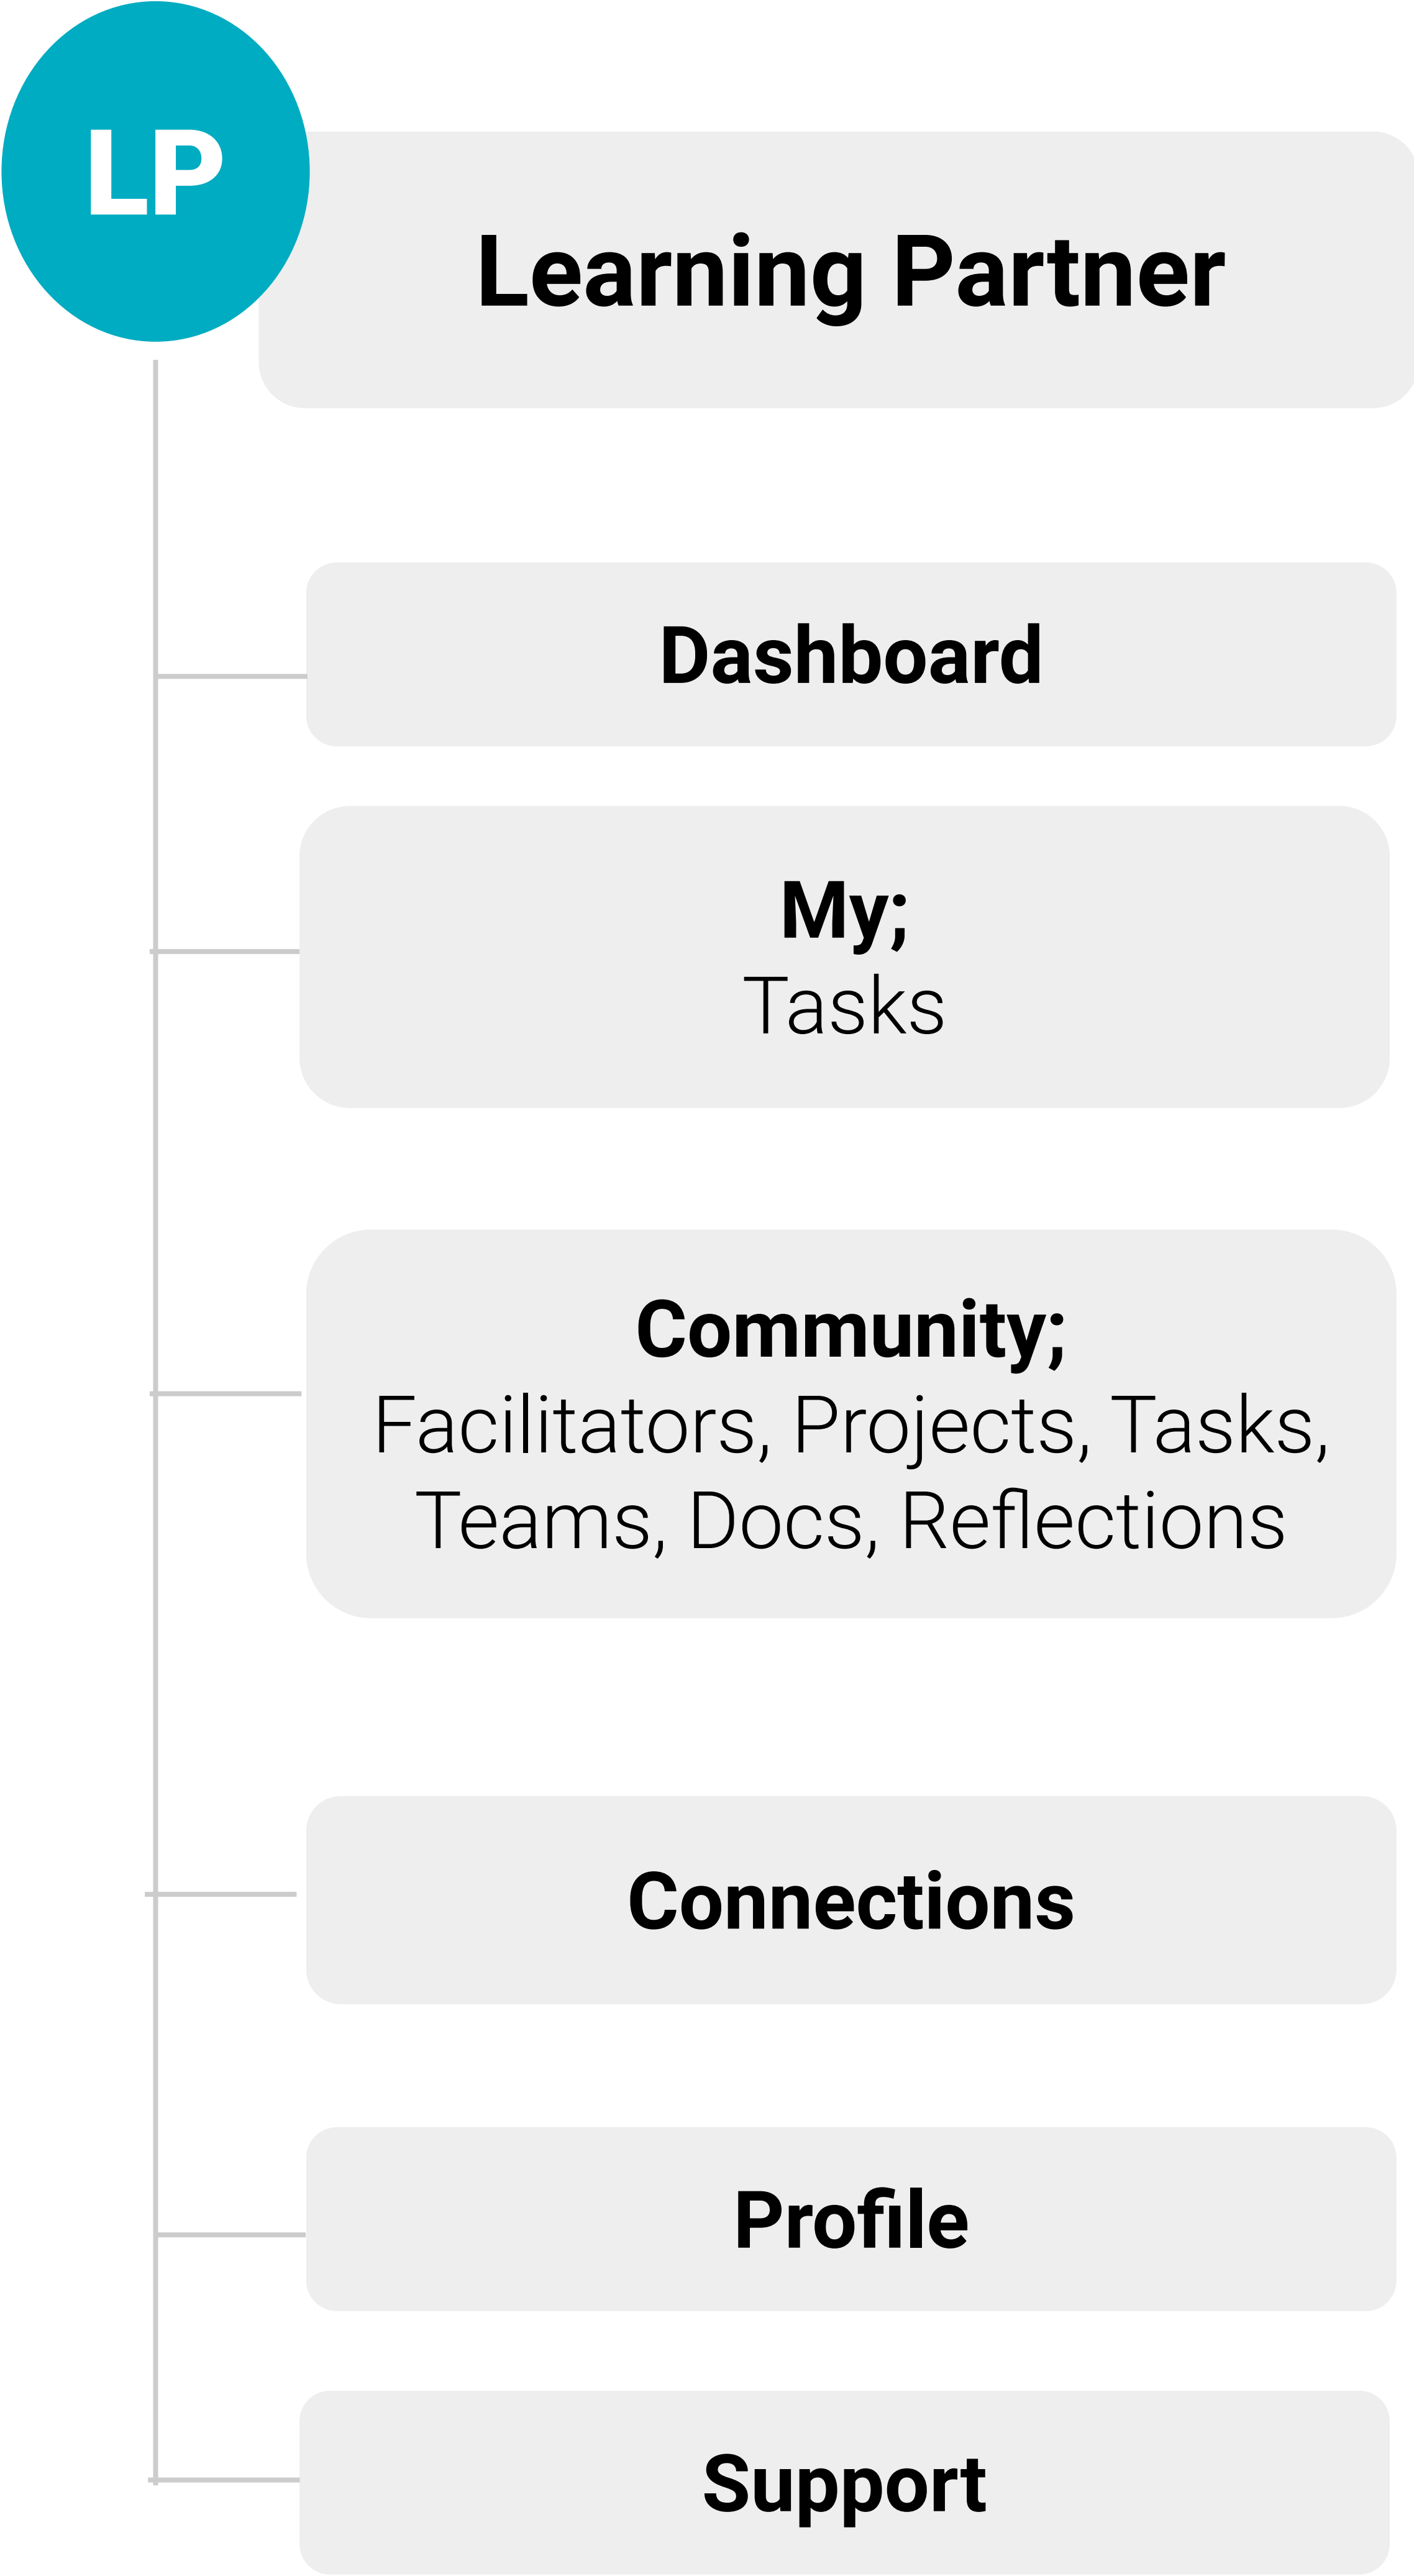 LP
Learning Partner
Dashboard
My;
Tasks
Community;
Facilitators, Projects, Tasks,
Teams, Docs, Reflections
Connections
Profile
Support